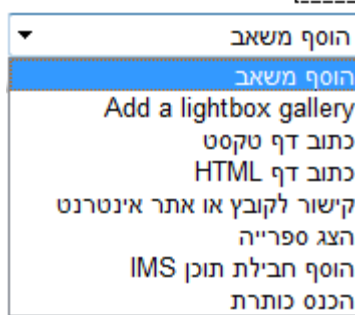 הוסף משאב
הוסף משאב
Add a lightbox gallery
כתוב דף טקסט
כתוב דף HTML
קישור לקובץ או אתר אינטרנט
הצג ספרייה
הוסף חבילת תוכן IMS
הכנס כותרת